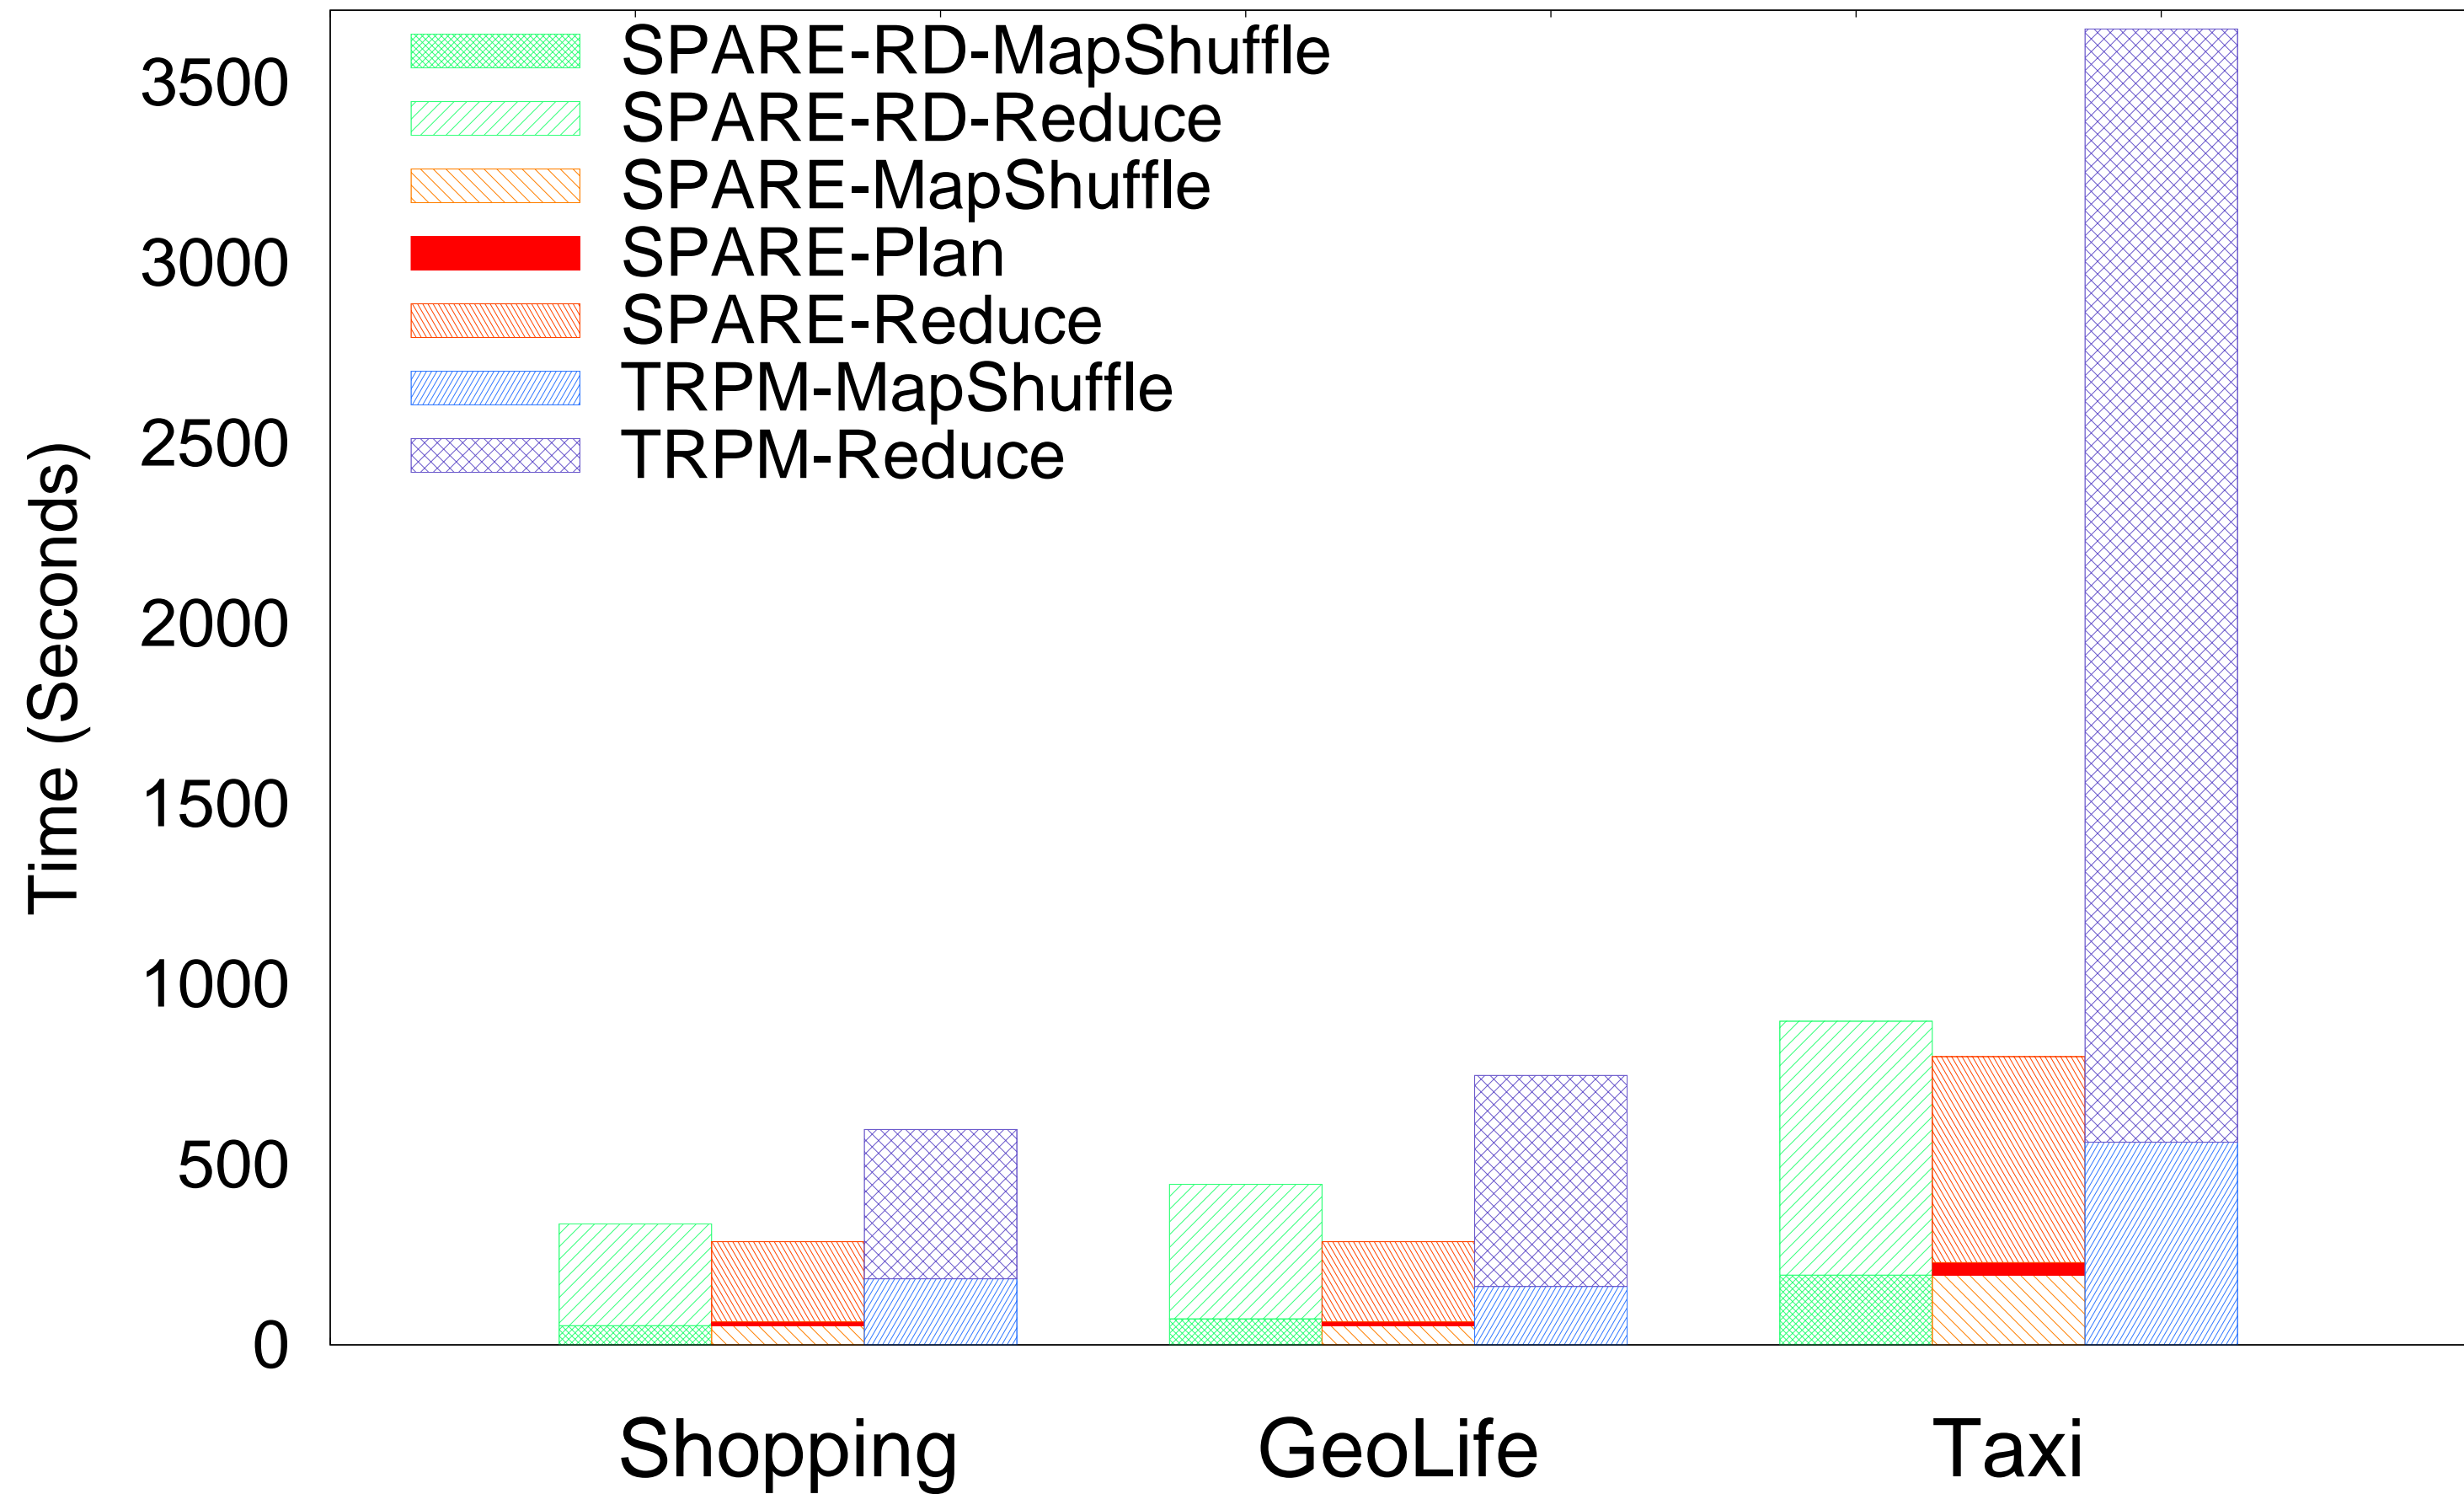 SPARE-RD-MapShuffle
SPARE-RD-Reduce
SPARE-MapShuffle
SPARE-Plan
SPARE-Reduce
TRPM-MapShuffle
TRPM-Reduce
Time (Seconds)
3500
3000
2500
2000
1500
1000
500
0
Shopping GeoLife Taxi